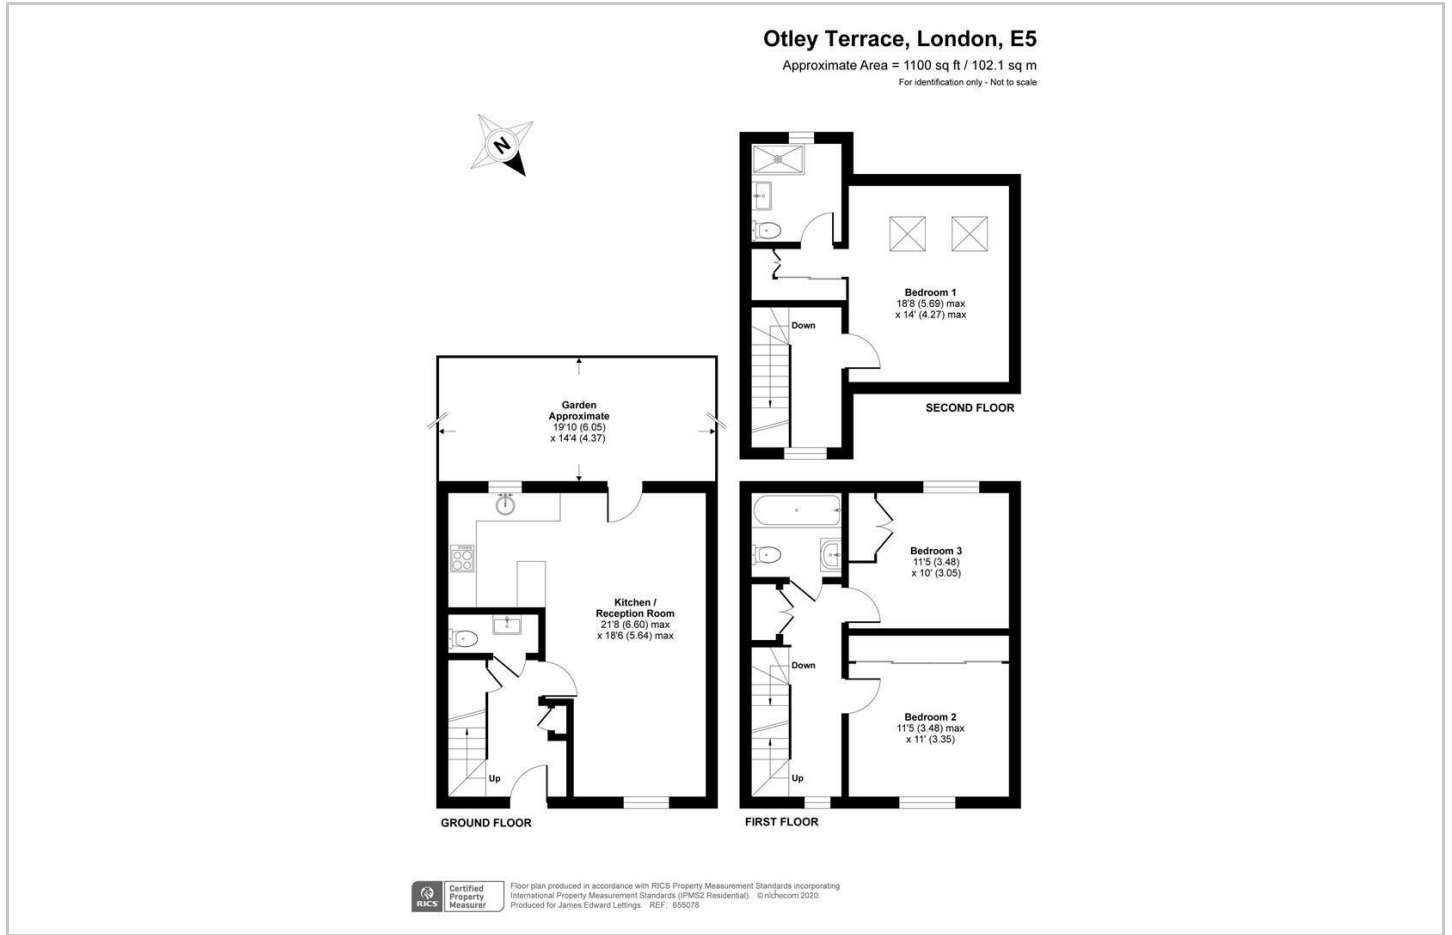 Otley Terrace, London, E5
Approximate Area = 1100 sq ft / 102.1 sq m
For identification only - Not to scale
N
Bedroom 1
18'8 (5.69) max
x 14' (4.27) max
Down
SECOND FLOOR
Garden
Approximate
19'10 (6.05)
x 14'4 (4.37)
Kitchen /
Reception Room
21'8 (6.60) max
x 18'6 (5.64) max
Up
GROUND FLOOR
Bedroom 3
11'5 (3.48)
x 10' (3.05)
Down
Bedroom 2
11'5 (3.48) max
x 11' (3.35)
Up
FIRST FLOOR
RICS
Certified
Property
Measurer
Floor plan produced in accordance with RICS Property Measurement Standards incorporating
International Property Measurement Standards (IPMS2 Residential). ©nichecom 2020.
Produced for James Edward Lettings. REF: 655078